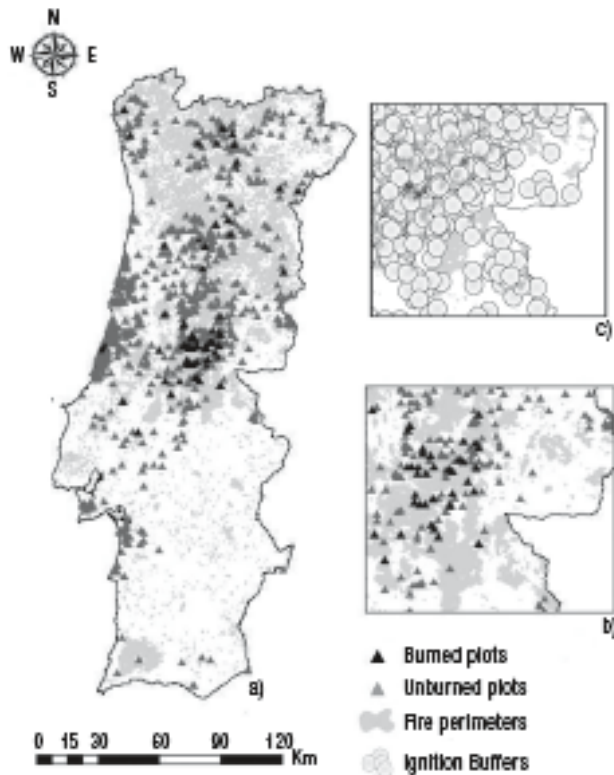 N
W E
S
c)
b)
a)
Burned plots
Unburned plots
Fire perimeters
Ignition Buffers
0 15 30 60 90 120
Km